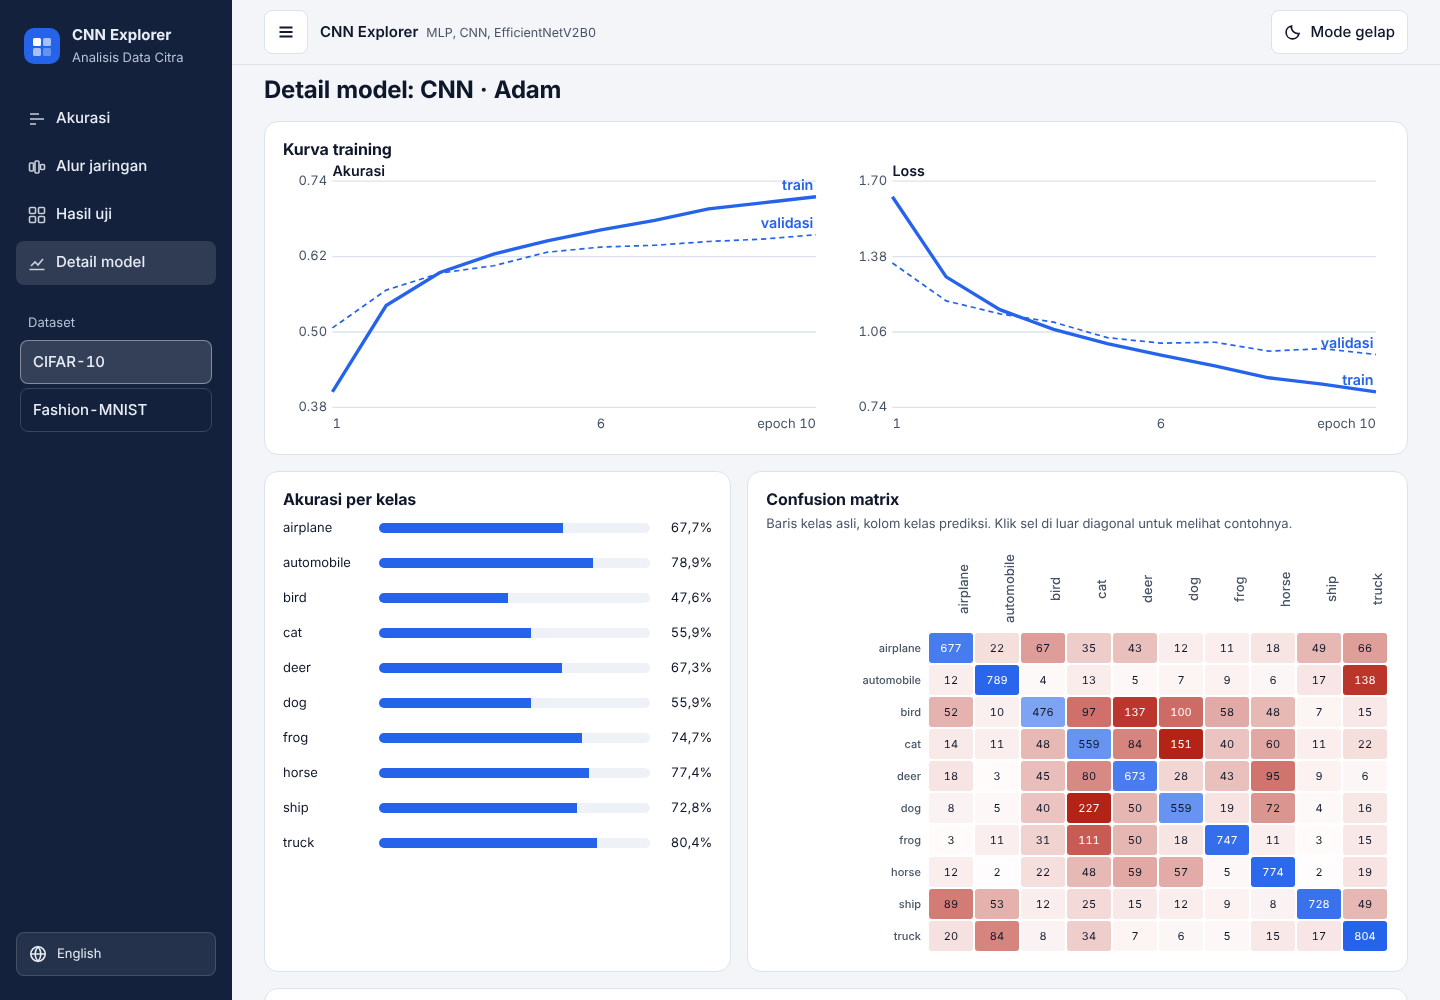 CNN Explorer
Analisis Data Citra
Akurasi
Alur jaringan
Hasil uji
Detail model
Dataset
CIFAR-10
Fashion-MNIST
English
CNN Explorer MLP, CNN, EfficientNetV2B0
Mode gelap
Detail model: CNN · Adam
Kurva training
Akurasi
0.74
0.62
0.50
0.38
train
validasi
1 6 epoch 10
Loss
1.70
1.38
1.06
0.74
validasi
train
1 6 epoch 10
Akurasi per kelas
airplane 67,7%
automobile 78,9%
bird 47,6%
cat 55,9%
deer 67,3%
dog 55,9%
frog 74,7%
horse 77,4%
ship 72,8%
truck 80,4%
Confusion matrix
Baris kelas asli, kolom kelas prediksi. Klik sel di luar diagonal untuk melihat contohnya.
airplane automobile bird cat deer dog frog horse ship truck
airplane 677 22 67 35 43 12 11 18 49 66
automobile 12 789 4 13 5 7 9 6 17 138
bird 52 10 476 97 137 100 58 48 7 15
cat 14 11 48 559 84 151 40 60 11 22
deer 18 3 45 80 673 28 43 95 9 6
dog 8 5 40 227 50 559 19 72 4 16
frog 3 11 31 111 50 18 747 11 3 15
horse 12 2 22 48 59 57 5 774 2 19
ship 89 53 12 25 15 12 9 8 728 49
truck 20 84 8 34 7 6 5 15 17 804